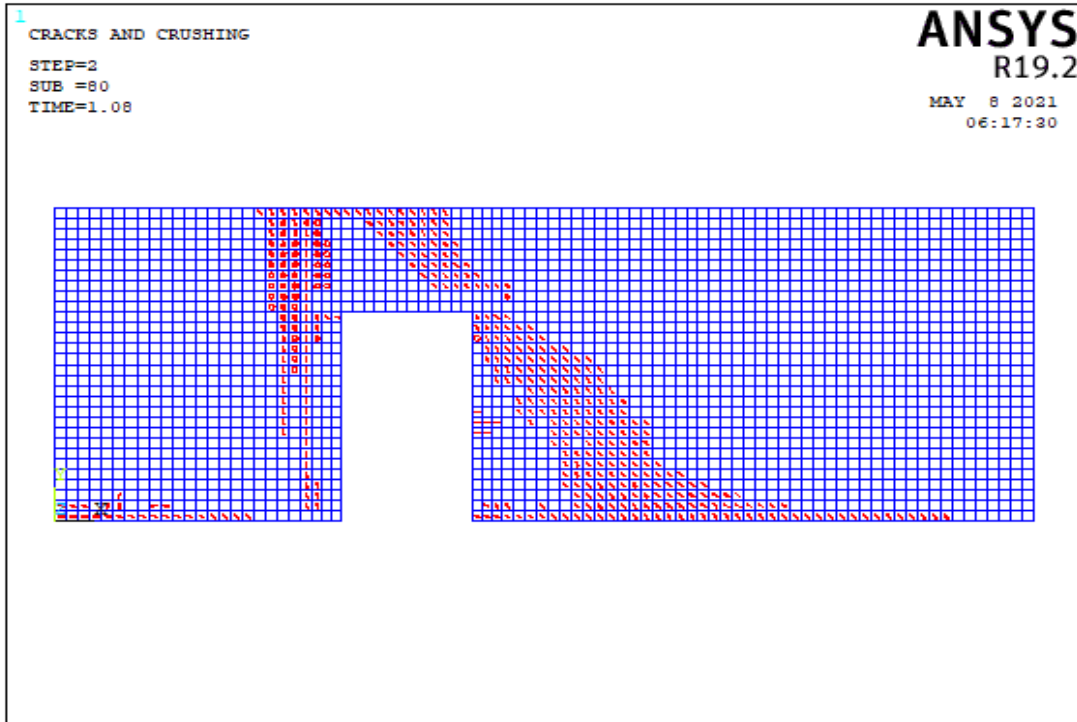 1
CRACKS AND CRUSHING
STEP=2
SUB =80
TIME=1.08
ANSYS
R19.2
MAY 8 2021
06:17:30
Y
Z X